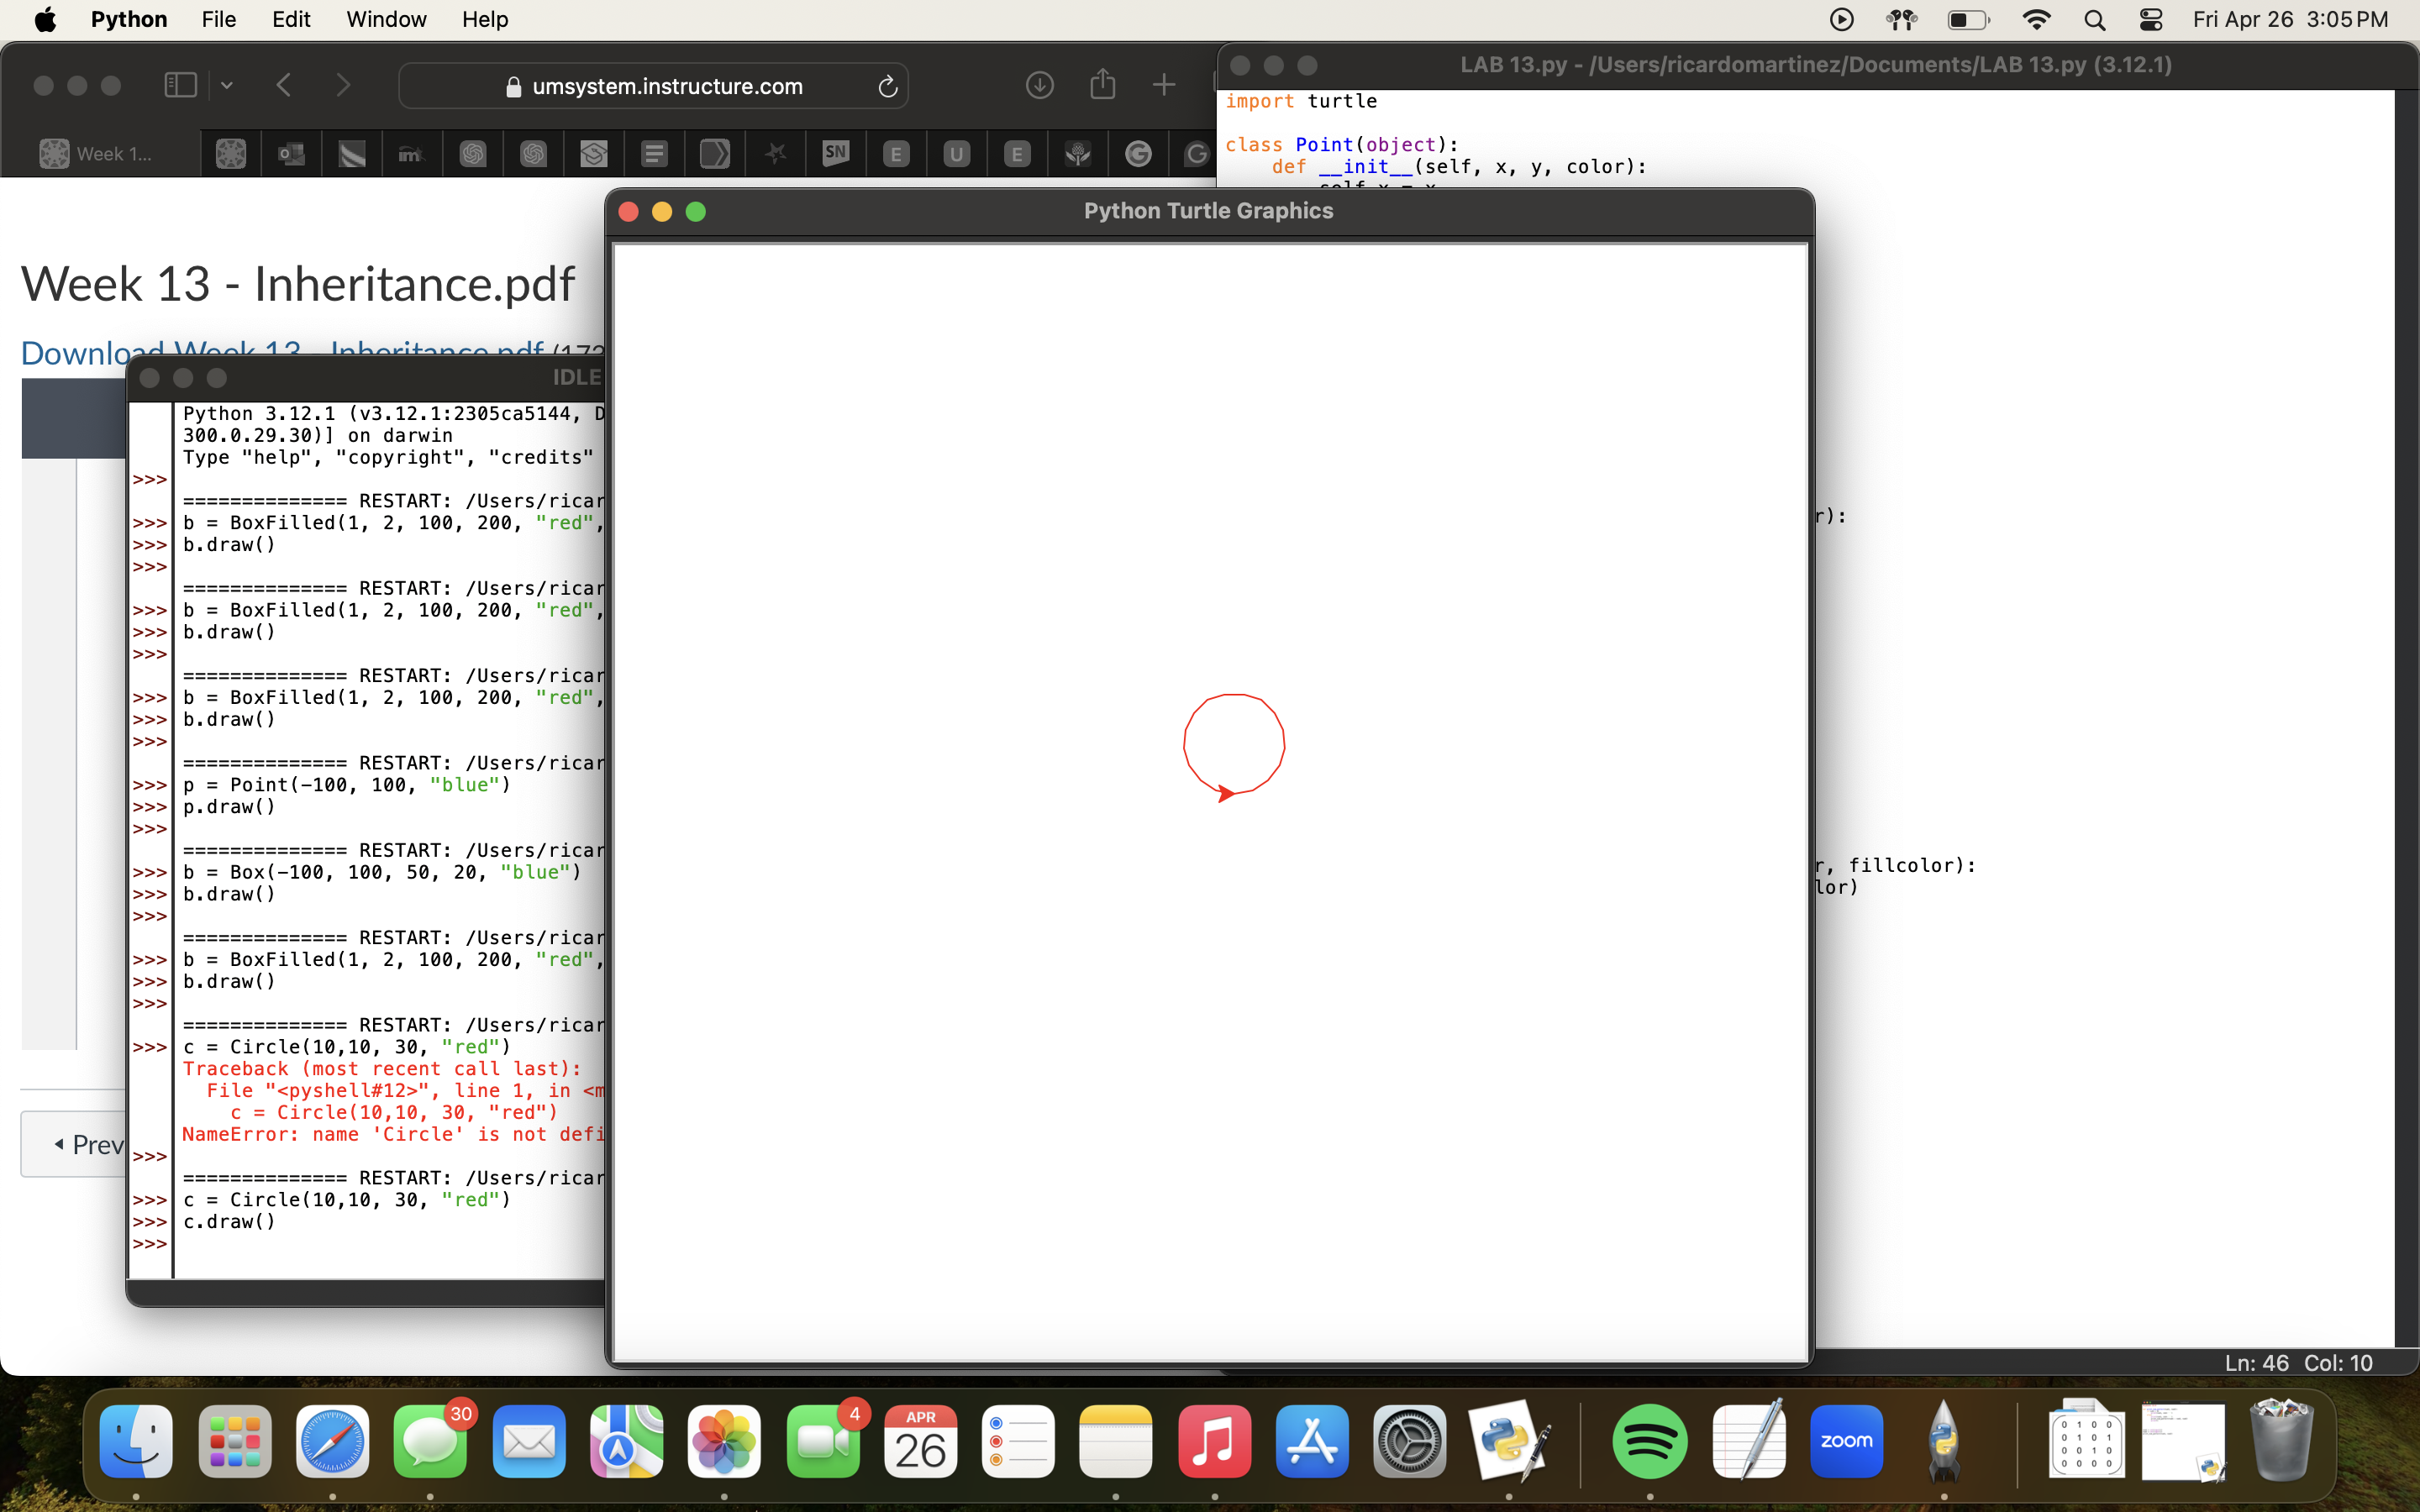 Python File Edit Window Help Fri Apr 26 3:05 PM
umsystem.instructure.com
Week 1...
SN E U E
Week 13 - Inheritance.pdf
Download Week 13 - Inheritance.pdf (173
Prev
IDLE
Python 3.12.1 (v3.12.1:2305ca5144, D
300.0.29.30)] on darwin
Type "help", "copyright", "credits"
>>>
============== RESTART: /Users/ricar
>>> b = BoxFilled(1, 2, 100, 200, "red",
>>> b.draw()
>>>
============== RESTART: /Users/ricar
>>> b = BoxFilled(1, 2, 100, 200, "red",
>>> b.draw()
>>>
============== RESTART: /Users/ricar
>>> b = BoxFilled(1, 2, 100, 200, "red",
>>> b.draw()
>>>
============== RESTART: /Users/ricar
>>> p = Point(-100, 100, "blue")
>>> p.draw()
>>>
============== RESTART: /Users/ricar
>>> b = Box(-100, 100, 50, 20, "blue")
>>> b.draw()
>>>
============== RESTART: /Users/ricar
>>> b = BoxFilled(1, 2, 100, 200, "red",
>>> b.draw()
>>>
============== RESTART: /Users/ricar
>>> c = Circle(10,10, 30, "red")
Traceback (most recent call last):
  File "<pyshell#12>", line 1, in <m
    c = Circle(10,10, 30, "red")
NameError: name 'Circle' is not defi
>>>
============== RESTART: /Users/ricar
>>> c = Circle(10,10, 30, "red")
>>> c.draw()
>>>
Python Turtle Graphics
LAB 13.py - /Users/ricardomartinez/Documents/LAB 13.py (3.12.1)
import turtle
class Point(object):
    def __init__(self, x, y, color):
        self.x = x
r):
r, fillcolor):
lor)
Ln: 46 Col: 10
30
4
APR
26
zoom